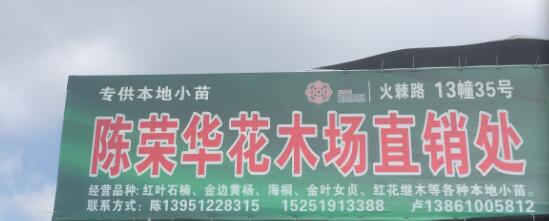 专供本地小苗
火棘路 13幢35号
陈荣华花木场直销处
经营品种: 红叶石楠、金边黄杨、海桐、金叶女贞、红花继木等各种本地小苗。
联系方式: 陈13951228315 15251913388 卢13861005812